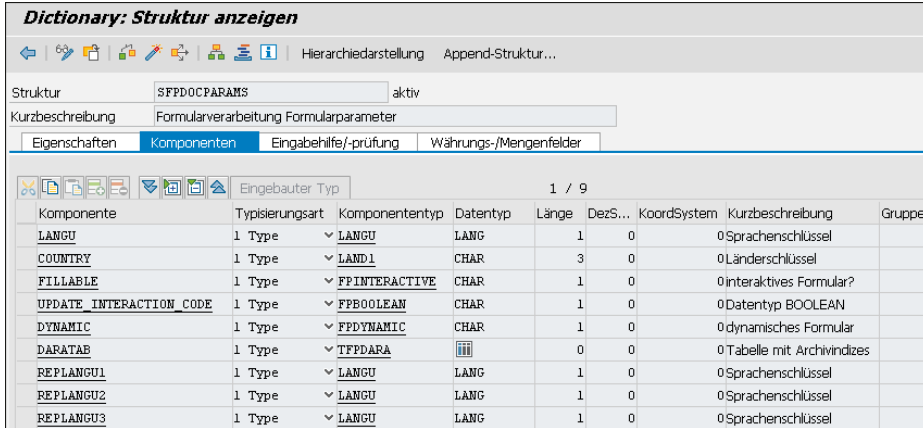 Dictionary: Struktur anzeigen
Hierarchiedarstellung Append-Struktur...
Struktur SFPDOCPARAMS aktiv
Kurzbeschreibung Formularverarbeitung Formularparameter
Eigenschaften Komponenten Eingabehilfe/-prüfung Währungs-/Mengenfelder
Eingebauter Typ 1 / 9
Komponente Typisierungsart Komponententyp Datentyp Länge DezS... KoordSystem Kurzbeschreibung Gruppe
LANGU 1 Type LANGU LANG 1 0 0 Sprachenschlüssel
COUNTRY 1 Type LAND1 CHAR 3 0 0 Länderschlüssel
FILLABLE 1 Type FPINTERACTIVE CHAR 1 0 0 interaktives Formular?
UPDATE_INTERACTION_CODE 1 Type FPBOOLEAN CHAR 1 0 0 Datentyp BOOLEAN
DYNAMIC 1 Type FPDYNAMIC CHAR 1 0 0 dynamisches Formular
DARATAB 1 Type TFPDARA 0 0 0 Tabelle mit Archivindizes
REPLANGU1 1 Type LANGU LANG 1 0 0 Sprachenschlüssel
REPLANGU2 1 Type LANGU LANG 1 0 0 Sprachenschlüssel
REPLANGU3 1 Type LANGU LANG 1 0 0 Sprachenschlüssel